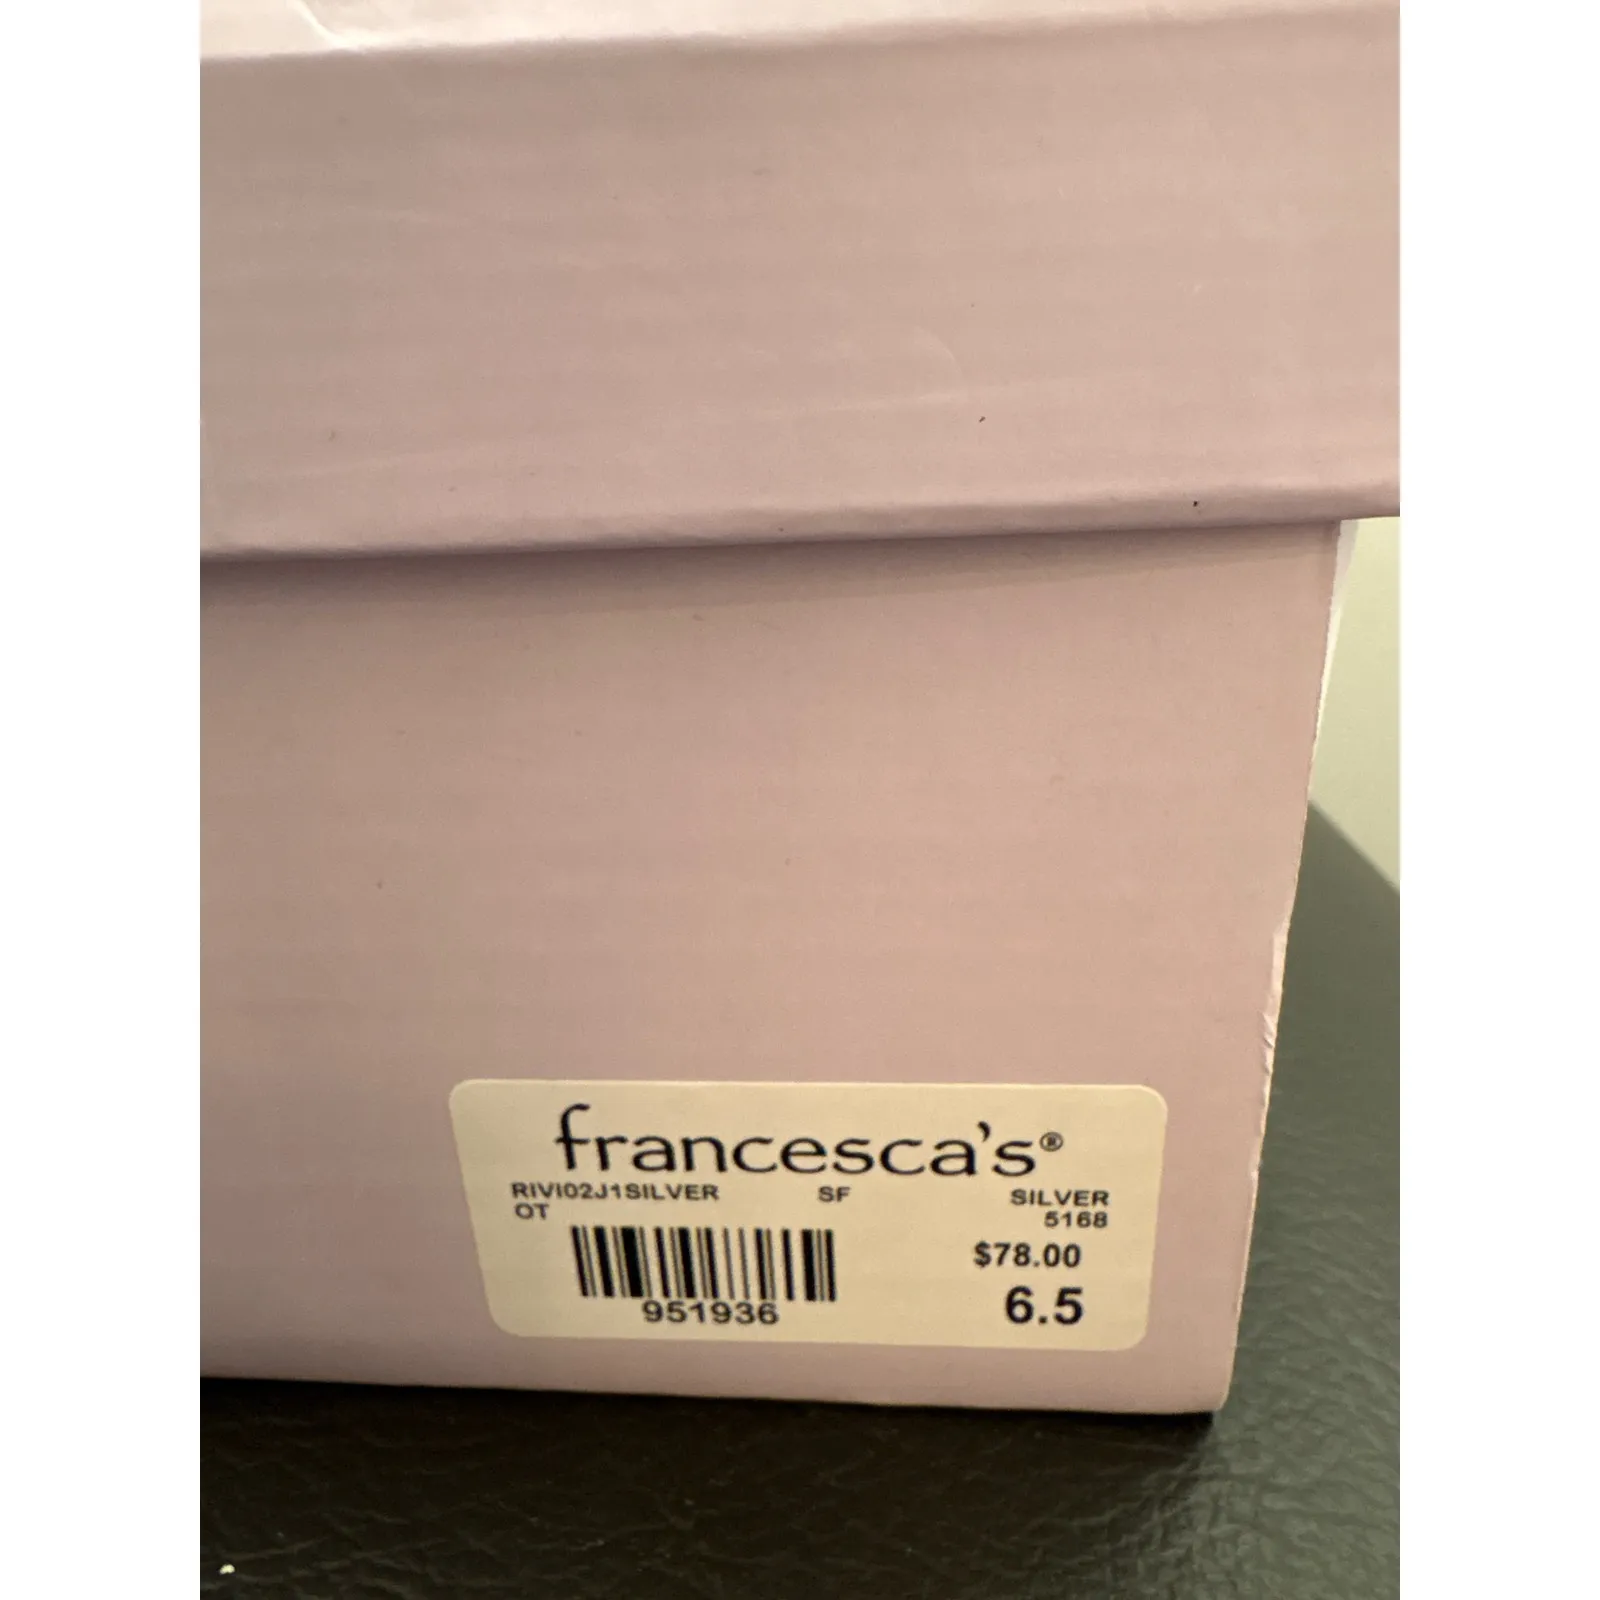 francesca's®
RIVI02J1SILVER SF SILVER
OT 5168
$78.00
951936 6.5